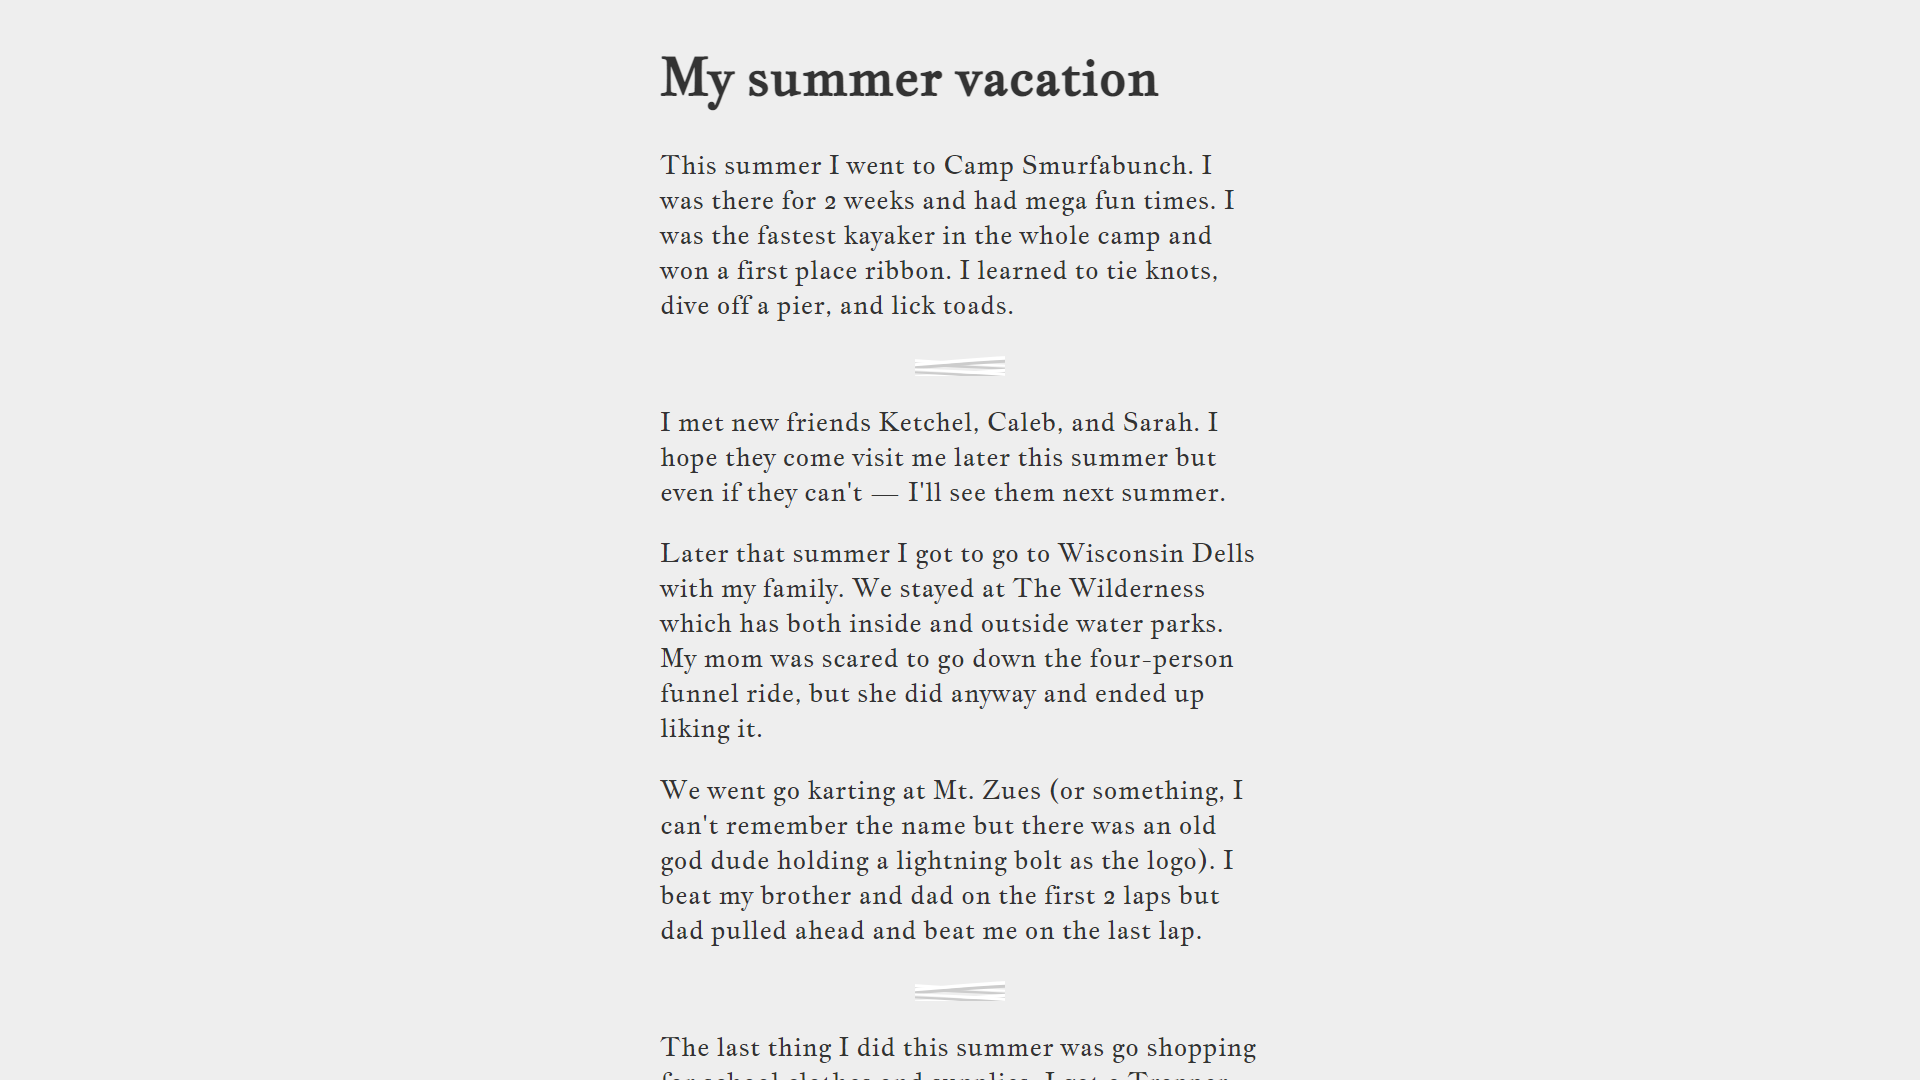 My summer vacation
This summer I went to Camp Smurfabunch. I
was there for 2 weeks and had mega fun times. I
was the fastest kayaker in the whole camp and
won a first place ribbon. I learned to tie knots,
dive off a pier, and lick toads.
I met new friends Ketchel, Caleb, and Sarah. I
hope they come visit me later this summer but
even if they can't — I'll see them next summer.
Later that summer I got to go to Wisconsin Dells
with my family. We stayed at The Wilderness
which has both inside and outside water parks.
My mom was scared to go down the four-person
funnel ride, but she did anyway and ended up
liking it.
We went go karting at Mt. Zues (or something, I
can't remember the name but there was an old
god dude holding a lightning bolt as the logo). I
beat my brother and dad on the first 2 laps but
dad pulled ahead and beat me on the last lap.
The last thing I did this summer was go shopping
for school clothes and supplies. I got a Trapper